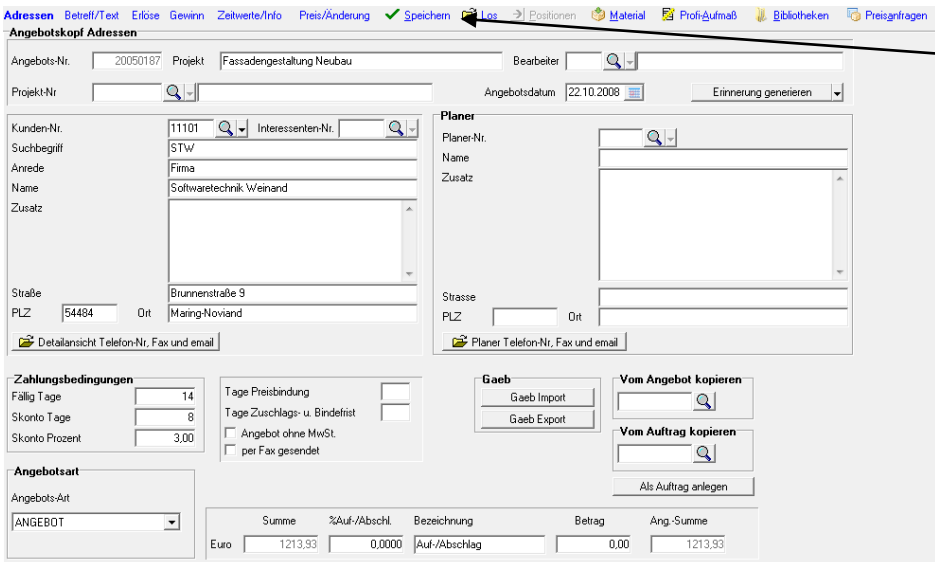 Adressen Betreff/Text Erlöse Gewinn Zeitwerte/Info Preis/Änderung Speichern Los Positionen Material Profi-Aufmaß Bibliotheken Preisanfragen
Angebotskopf Adressen
Angebots-Nr. 20050187 Projekt Fassadengestaltung Neubau Bearbeiter
Projekt-Nr Angebotsdatum 22.10.2008 Erinnerung generieren
Kunden-Nr. 11101 Interessenten-Nr.
Suchbegriff STW
Anrede Firma
Name Softwaretechnik Weinand
Zusatz
Straße Brunnenstraße 9
PLZ 54484 Ort Maring-Noviand
Detailansicht Telefon-Nr, Fax und email
Planer
Planer-Nr.
Name
Zusatz
Strasse
PLZ Ort
Planer Telefon-Nr, Fax und email
Zahlungsbedingungen
Fällig Tage 14
Skonto Tage 8
Skonto Prozent 3,00
Tage Preisbindung
Tage Zuschlags- u. Bindefrist
Angebot ohne MwSt.
per Fax gesendet
Gaeb
Gaeb Import
Gaeb Export
Vom Angebot kopieren
Vom Auftrag kopieren
Als Auftrag anlegen
Angebotsart
Angebots-Art
ANGEBOT
Summe %Auf-/Abschl. Bezeichnung Betrag Ang.-Summe
Euro 1213,93 0,0000 Auf-/Abschlag 0,00 1213,93